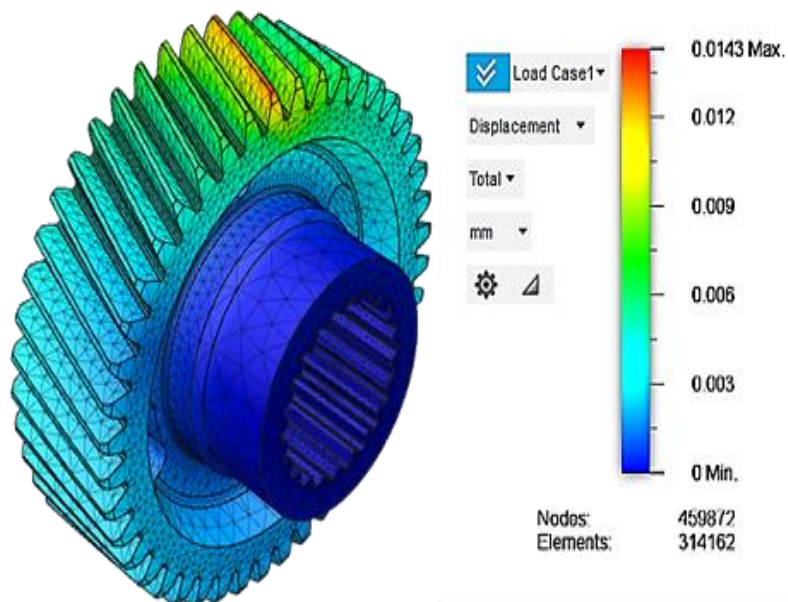 Load Case1
Displacement
Total
mm
0.0143 Max.
0.012
0.009
0.006
0.003
0 Min.
Nodes: 459872
Elements: 314162